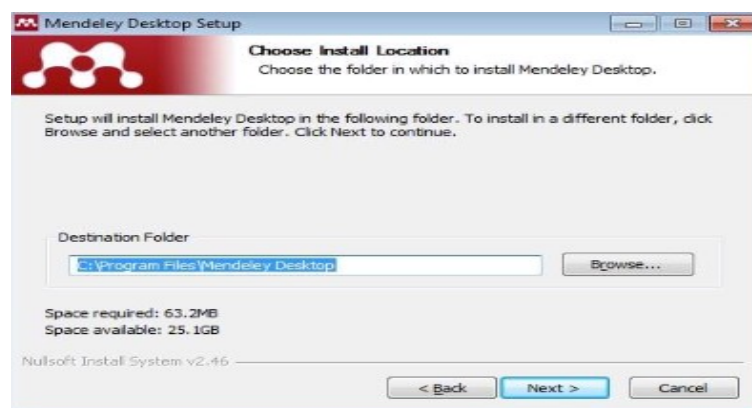 Mendeley Desktop Setup
Choose Install Location
Choose the folder in which to install Mendeley Desktop.
Setup will install Mendeley Desktop in the following folder. To install in a different folder, click
Browse and select another folder. Click Next to continue.
Destination Folder
C:\Program Files\Mendeley Desktop
Browse...
Space required: 63.2MB
Space available: 25.1GB
Nullsoft Install System v2.46
< Back Next > Cancel